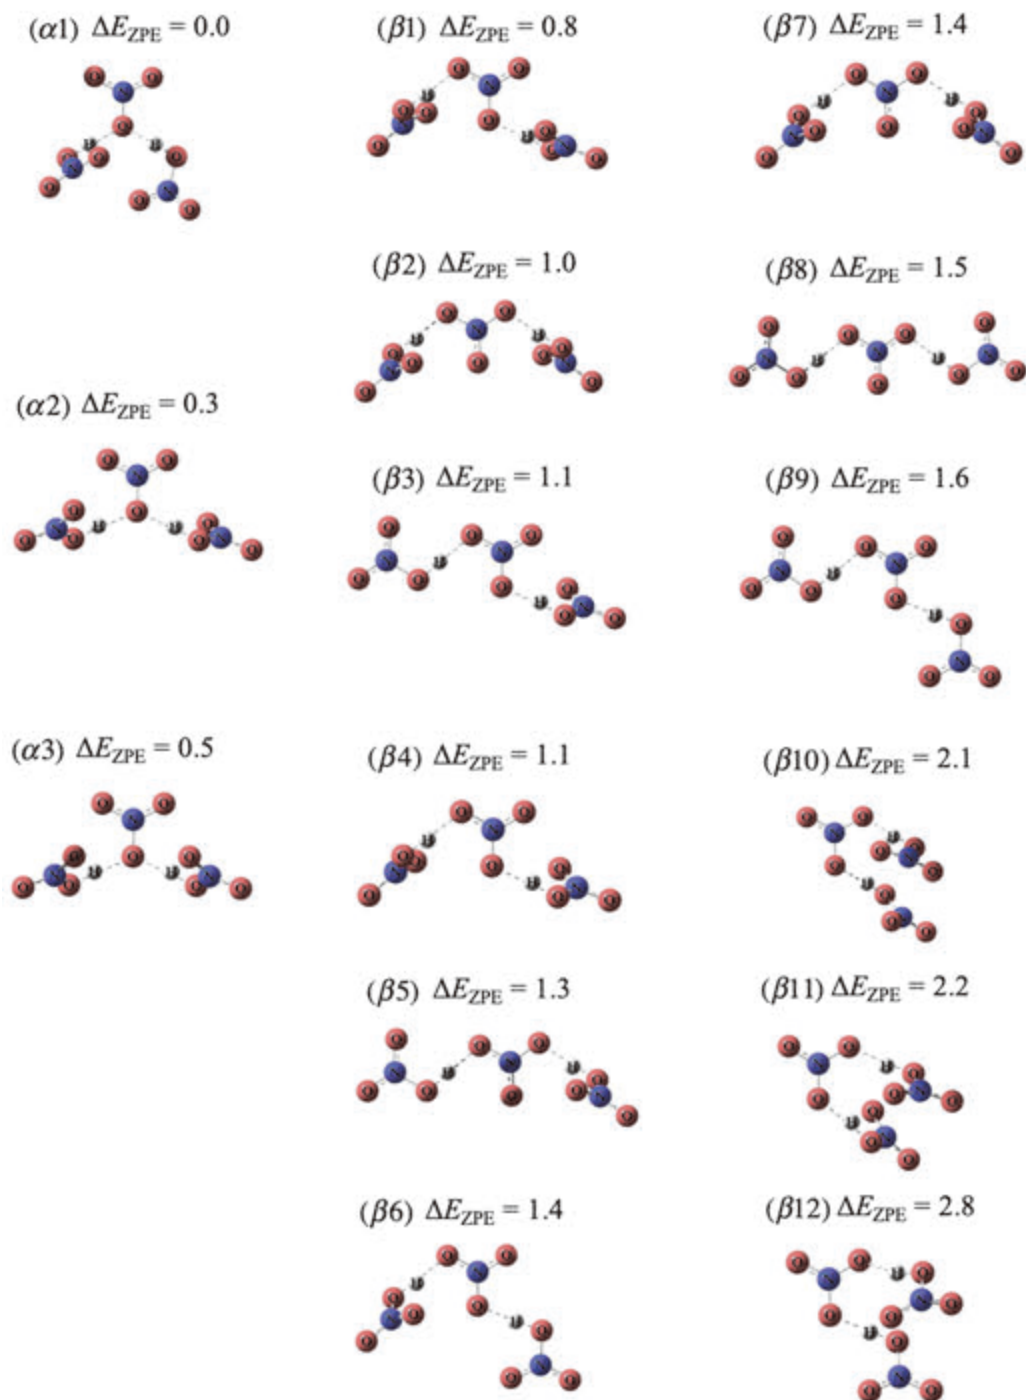 (α1) ΔE_ZPE = 0.0
(β1) ΔE_ZPE = 0.8
(β7) ΔE_ZPE = 1.4
(β2) ΔE_ZPE = 1.0
(β8) ΔE_ZPE = 1.5
(α2) ΔE_ZPE = 0.3
(β3) ΔE_ZPE = 1.1
(β9) ΔE_ZPE = 1.6
(α3) ΔE_ZPE = 0.5
(β4) ΔE_ZPE = 1.1
(β10) ΔE_ZPE = 2.1
(β5) ΔE_ZPE = 1.3
(β11) ΔE_ZPE = 2.2
(β6) ΔE_ZPE = 1.4
(β12) ΔE_ZPE = 2.8